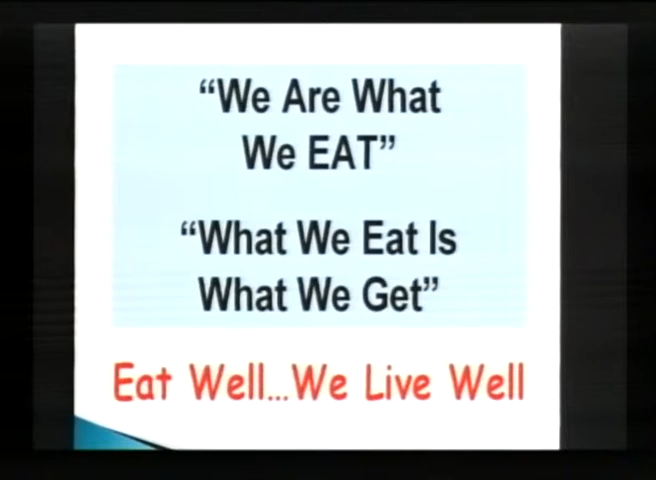 “We Are What
We EAT”
“What We Eat Is
What We Get”
Eat Well...We Live Well